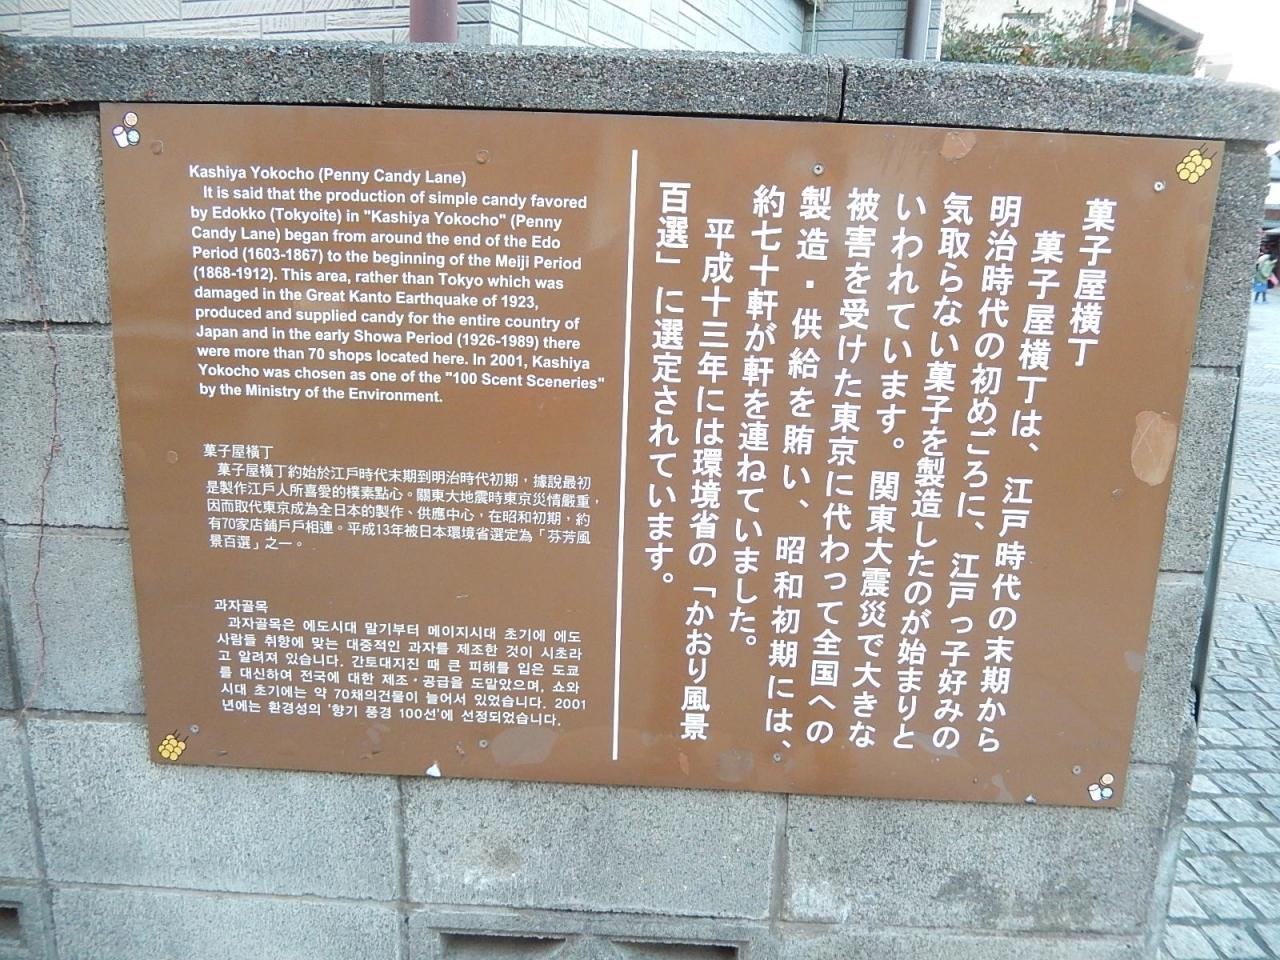 Kashiya Yokocho (Penny Candy Lane)
It is said that the production of simple candy favored
by Edokko (Tokyoite) in "Kashiya Yokocho" (Penny
Candy Lane) began from around the end of the Edo
Period (1603-1867) to the beginning of the Meiji Period
(1868-1912). This area, rather than Tokyo which was
damaged in the Great Kanto Earthquake of 1923,
produced and supplied candy for the entire country of
Japan and in the early Showa Period (1926-1989) there
were more than 70 shops located here. In 2001, Kashiya
Yokocho was chosen as one of the "100 Scent Sceneries"
by the Ministry of the Environment.
菓子屋橫丁
菓子屋橫丁約始於江戶時代末期到明治時代初期，據說最初
是製作江戶人所喜愛的樸素點心。關東大地震時東京災情嚴重，
因而取代東京成為全日本的製作、供應中心，在昭和初期，約
有70家店鋪戶戶相連。平成13年被日本環境省選定為「芬芳風
景百選」之一。
과자골목
과자골목은 에도시대 말기부터 메이지시대 초기에 에도
사람들 취향에 맞는 대중적인 과자를 제조한 것이 시초라
고 알려져 있습니다. 간토대지진 때 큰 피해를 입은 도쿄
를 대신하여 전국에 대한 제조・공급을 도맡았으며, 쇼와
시대 초기에는 약 70채의건물이 늘어서 있었습니다. 2001
년에는 환경성의 '향기 풍경 100선'에 선정되었습니다.
菓子屋横丁
菓子屋横丁は、江戸時代の末期から
明治時代の初めごろに、江戸っ子好みの
気取らない菓子を製造したのが始まりと
いわれています。関東大震災で大きな
被害を受けた東京に代わって全国への
製造・供給を賄い、昭和初期には、
約七十軒が軒を連ねていました。
平成十三年には環境省の「かおり風景
百選」に選定されています。